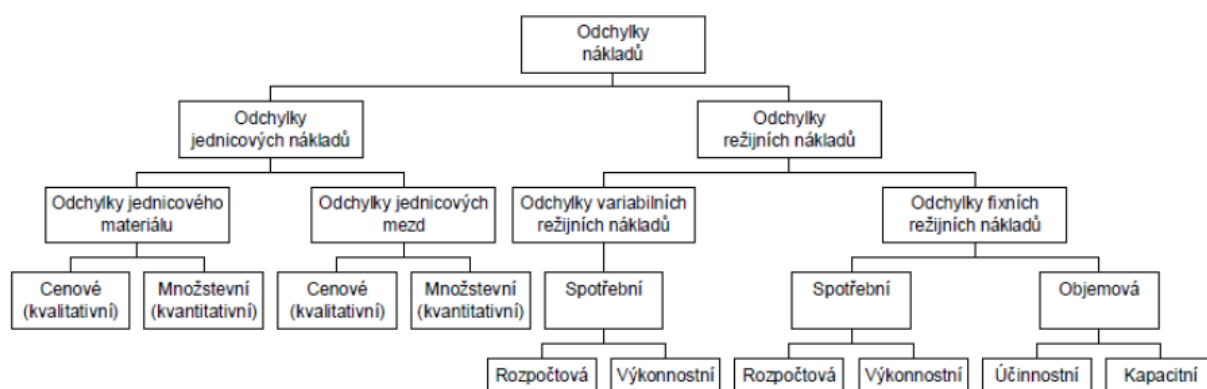 Odchylky
nákladů
Odchylky
jednicových nákladů
Odchylky
režijních nákladů
Odchylky jednicového
materiálu
Odchylky jednicových
mezd
Odchylky variabilních
režijních nákladů
Odchylky fixních
režijních nákladů
Cenové
(kvalitativní)
Množstevní
(kvantitativní)
Cenové
(kvalitativní)
Množstevní
(kvantitativní)
Spotřební
Spotřební
Objemová
Rozpočtová
Výkonnostní
Rozpočtová
Výkonnostní
Účinnostní
Kapacitní